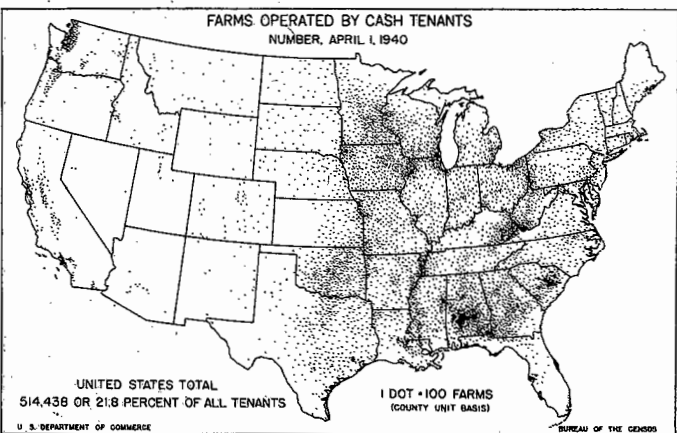 FARMS OPERATED BY CASH TENANTS
NUMBER, APRIL 1, 1940
UNITED STATES TOTAL
514,438 OR 21.8 PERCENT OF ALL TENANTS
1 DOT = 100 FARMS
(COUNTY UNIT BASIS)
U. S. DEPARTMENT OF COMMERCE
BUREAU OF THE CENSUS